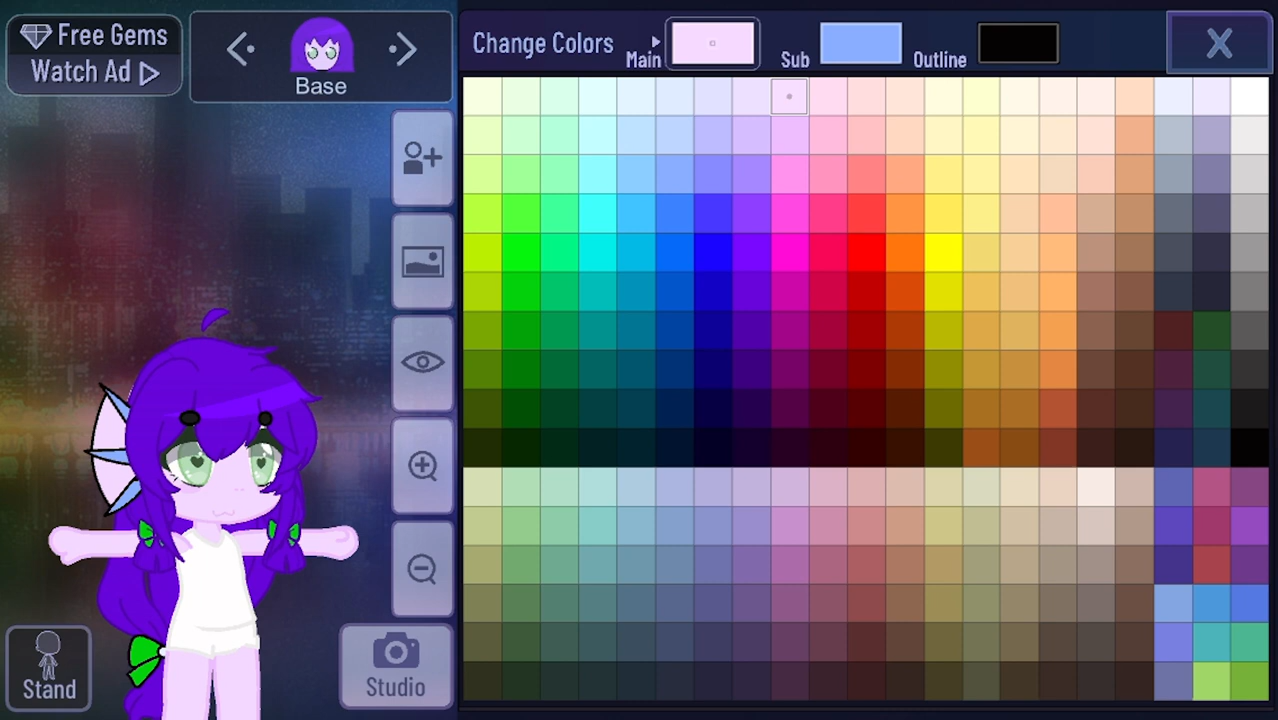 Free Gems
Watch Ad
Base
Change Colors
Main
Sub
Outline
X
Stand
Studio